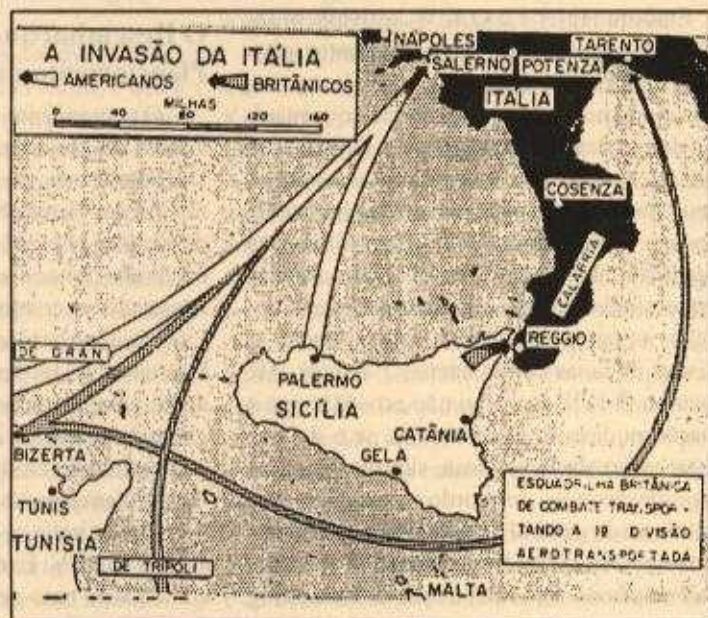 A INVASÃO DA ITÁLIA
AMERICANOS BRITÂNICOS
MILHAS
0 40 80 120 160
NÁPOLES
SALERNO
POTENZA
TARENTO
ITÁLIA
COSENZA
CALÁBRIA
REGGIO
DE ORAN
PALERMO
SICÍLIA
CATÂNIA
GELA
BIZERTA
TÚNIS
TUNÍSIA
DE TRIPOLI
MALTA
ESQUADRILHA BRITÂNICA
DE COMBATE TRANSPOR-
TANDO A 1ª DIVISÃO
AEROTRANSPORTADA